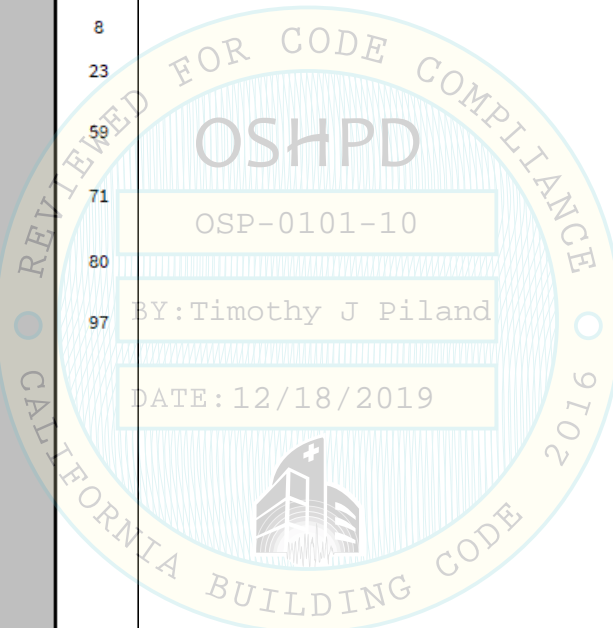 8
23
59
71
80
97
REVIEWED FOR CODE COMPLIANCE
OSHPD
OSP-0101-10
BY:Timothy J Piland
DATE:12/18/2019
CALIFORNIA BUILDING CODE 2016